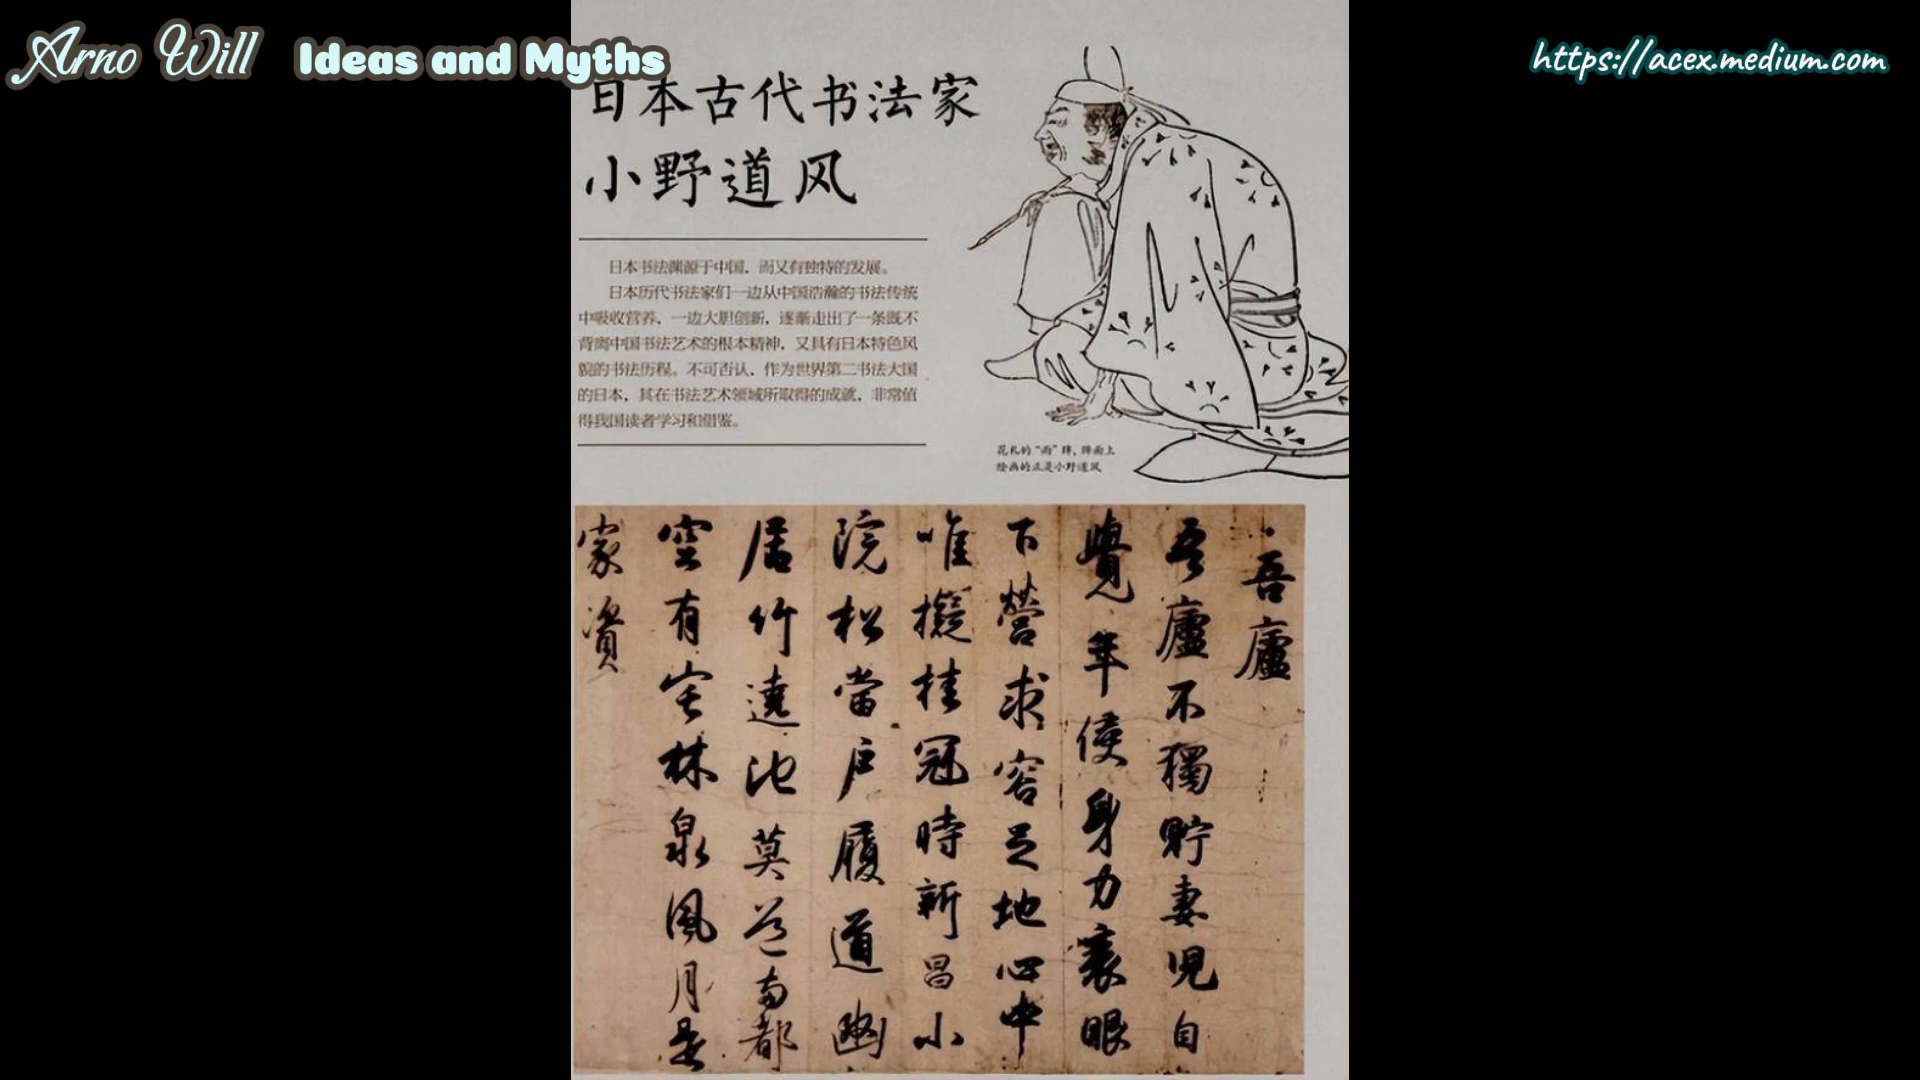 Arno Will
Ideas and Myths
https://acex.medium.com
日本古代书法家
小野道风
日本书法渊源于中国，而又有独特的发展。
日本历代书法家们一边从中国浩瀚的书法传统
中吸收营养，一边大胆创新，逐渐走出了一条既不
背离中国书法艺术的根本精神，又具有日本特色风
貌的书法历程。不可否认，作为世界第二书法大国
的日本，其在书法艺术领域所取得的成就，非常值
得我国读者学习和借鉴。
花札的“雨”牌，牌面上
绘画的正是小野道风
吾廬
吾廬不獨貯妻兒自
覺年侵身力衰眼
下營求容足地心中
唯擬挂冠時新昌小
院松當戶履道幽
居竹遶池莫道南都
空有宅林泉風月是
家資